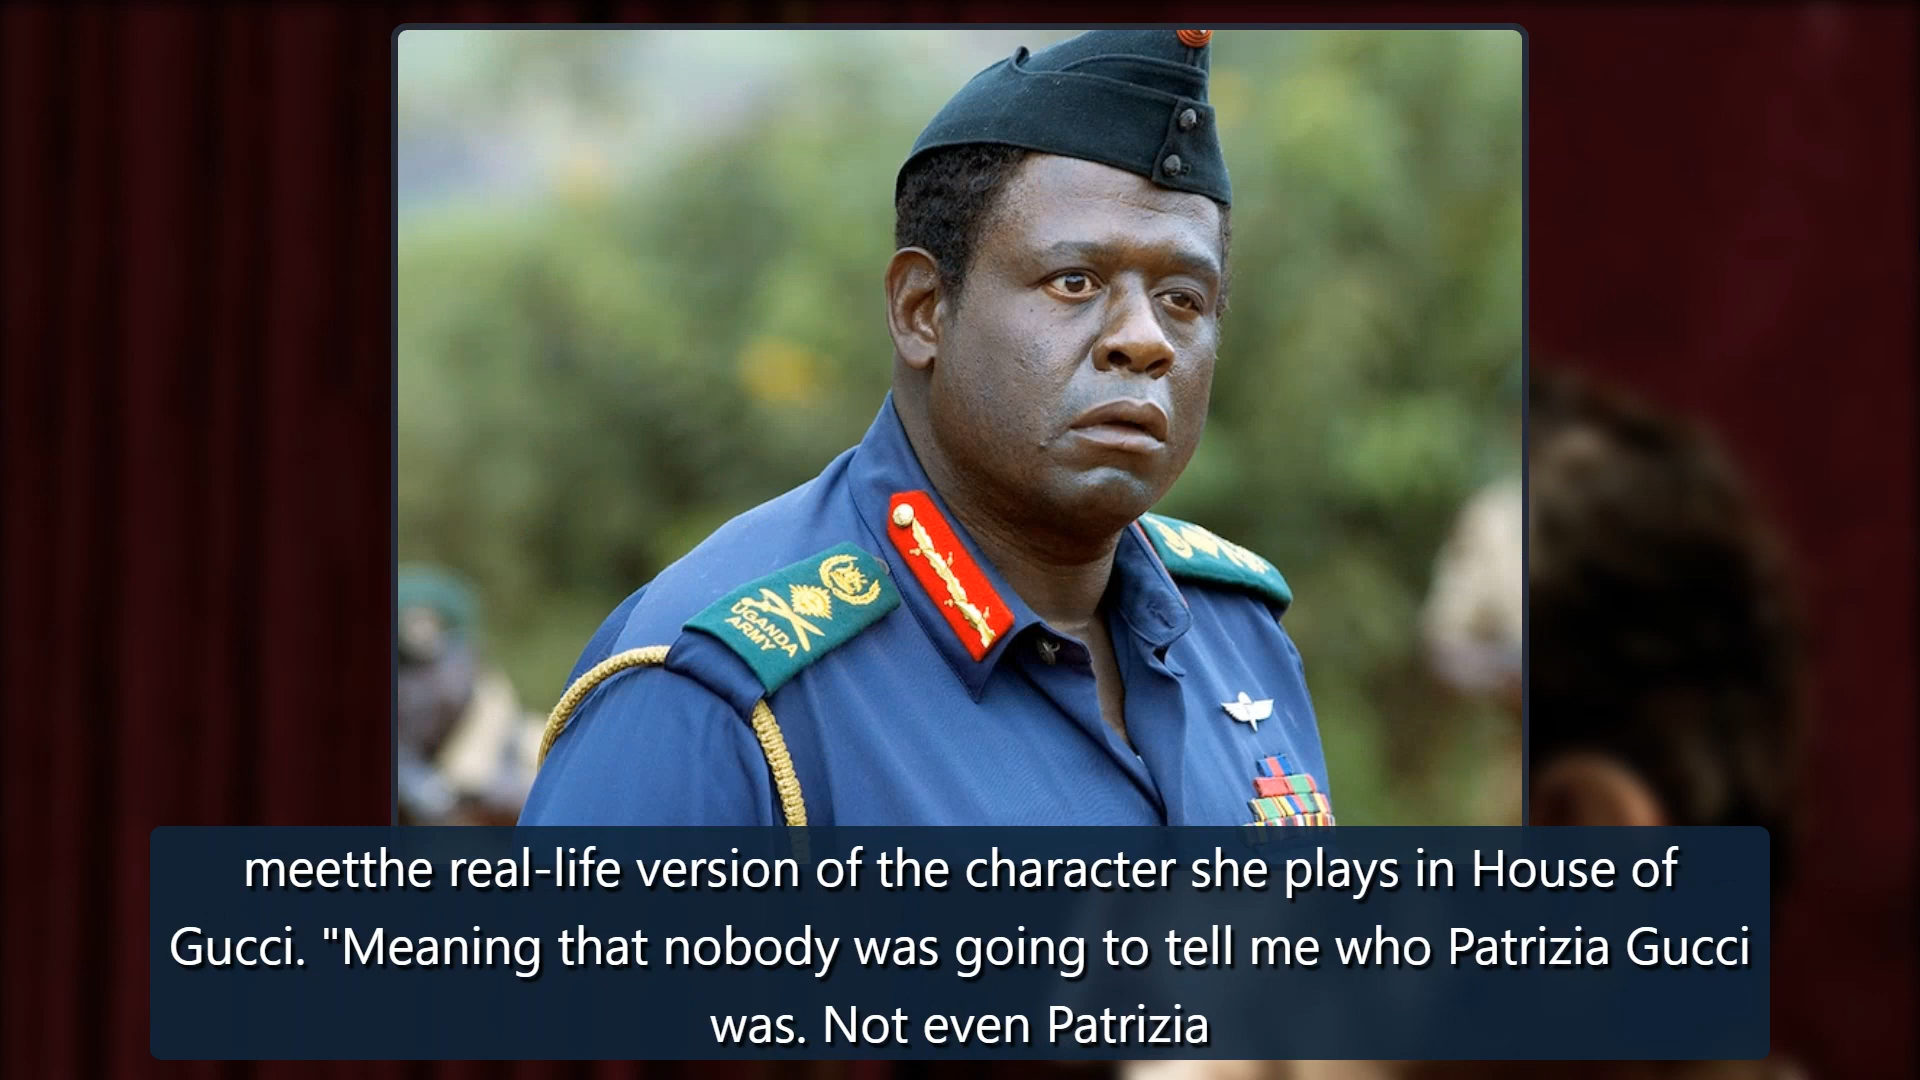 UGANDA
ARMY
meetthe real-life version of the character she plays in House of
Gucci. "Meaning that nobody was going to tell me who Patrizia Gucci
was. Not even Patrizia